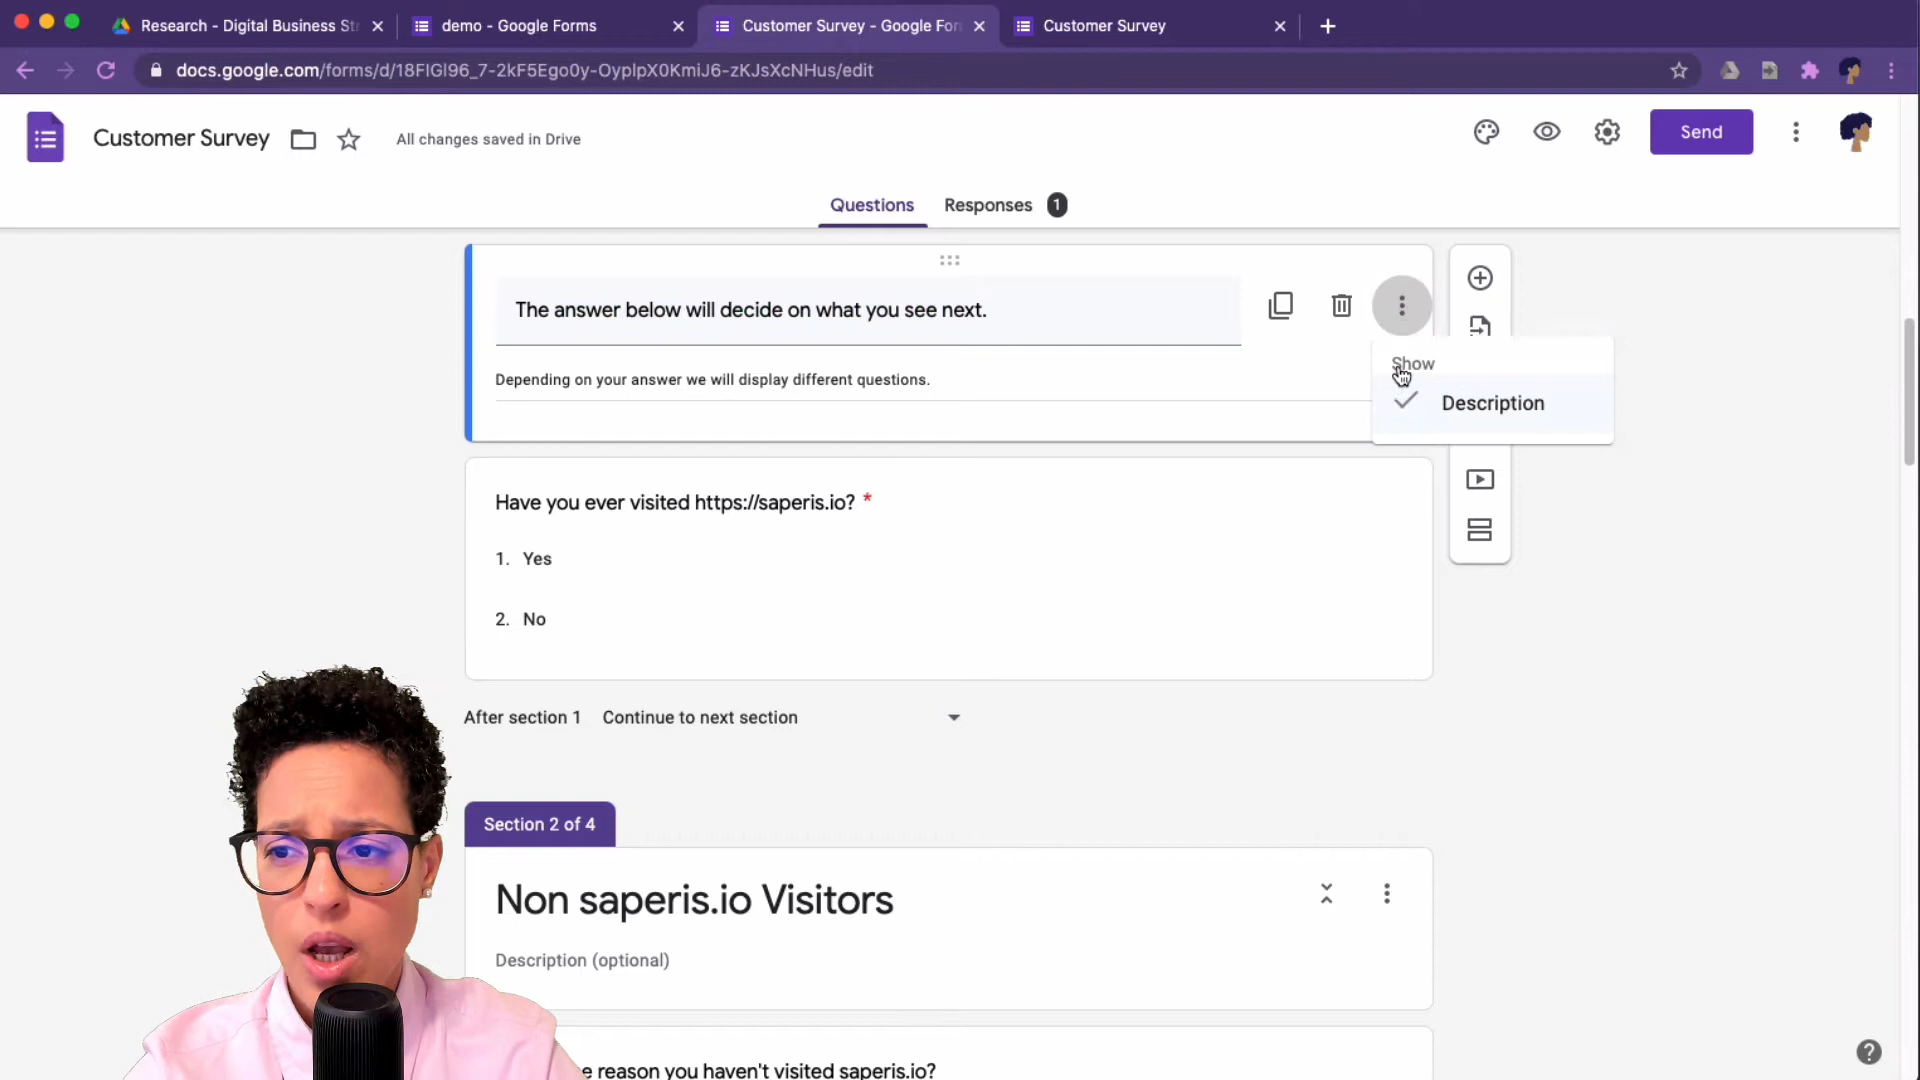 Research - Digital Business St
demo - Google Forms
Customer Survey - Google For
Customer Survey
docs.google.com/forms/d/18FIGI96_7-2kF5Ego0y-OyplpX0KmiJ6-zKJsXcNHus/edit
Customer Survey
All changes saved in Drive
Send
Questions
Responses 1
The answer below will decide on what you see next.
Show
Depending on your answer we will display different questions.
Description
Have you ever visited https://saperis.io? *
1. Yes
2. No
After section 1 Continue to next section
Section 2 of 4
Non saperis.io Visitors
Description (optional)
e reason you haven't visited saperis.io?